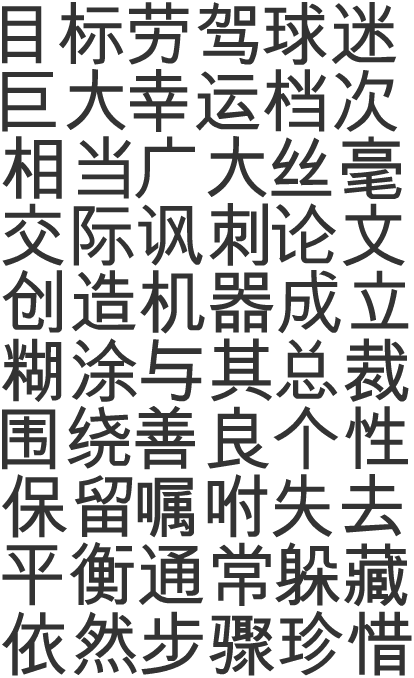 目标劳驾球迷
巨大幸运档次
相当广大丝毫
交际讽刺论文
创造机器成立
糊涂与其总裁
围绕善良个性
保留嘱咐失去
平衡通常躲藏
依然步骤珍惜